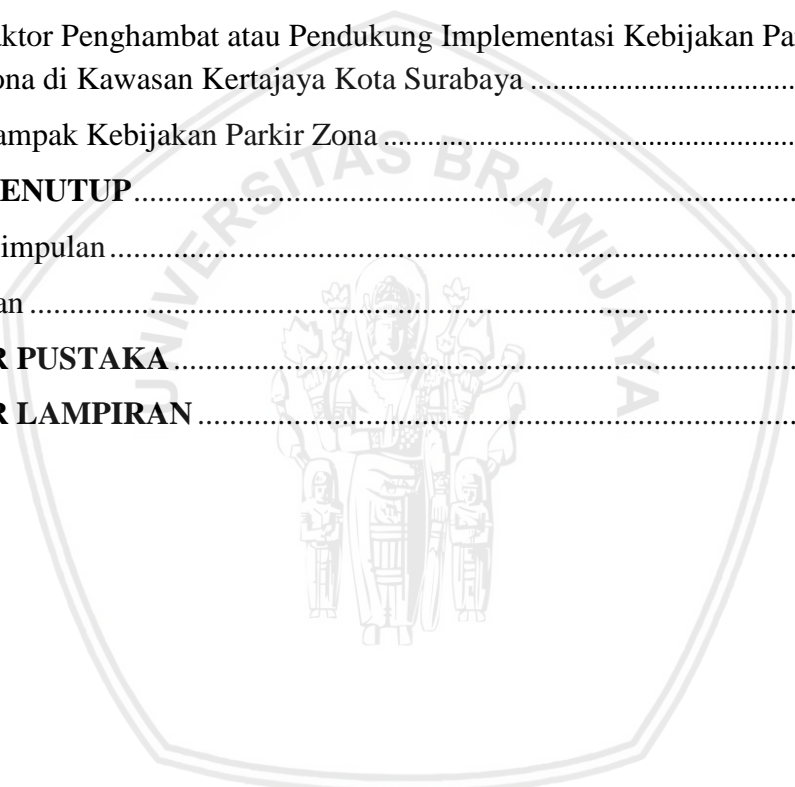 aktor Penghambat atau Pendukung Implementasi Kebijakan Pa
ona di Kawasan Kertajaya Kota Surabaya ........................................
ampak Kebijakan Parkir Zona ........................................................
ENUTUP ........................................................................................
impulan ..........................................................................................
an ....................................................................................................
R PUSTAKA ..................................................................................
R LAMPIRAN ...............................................................................
UNIVERSITAS BRAWIJAYA